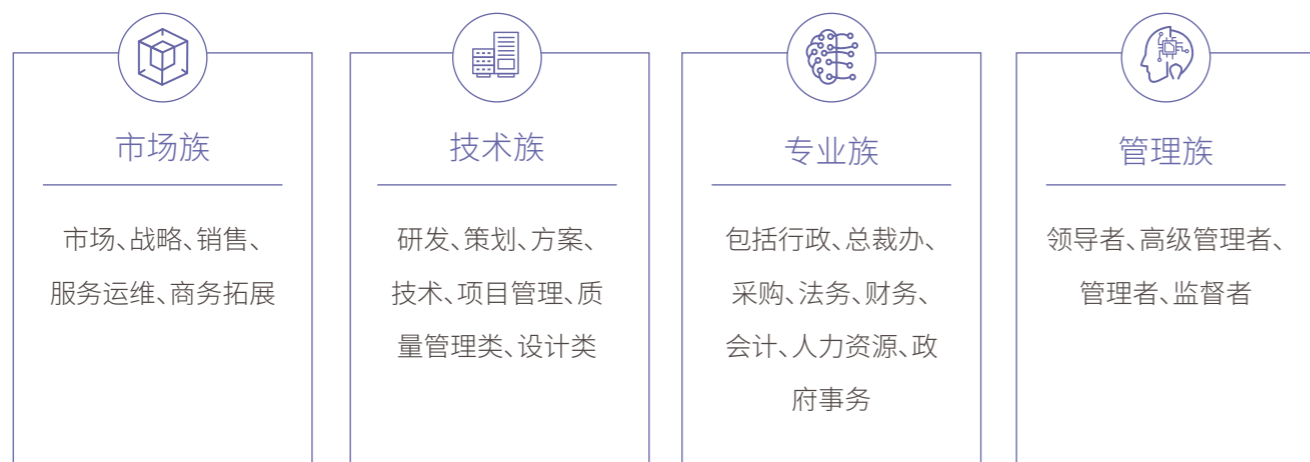 市场族
市场、战略、销售、
服务运维、商务拓展
技术族
研发、策划、方案、
技术、项目管理、质
量管理类、设计类
专业族
包括行政、总裁办、
采购、法务、财务、
会计、人力资源、政
府事务
管理族
领导者、高级管理者、
管理者、监督者